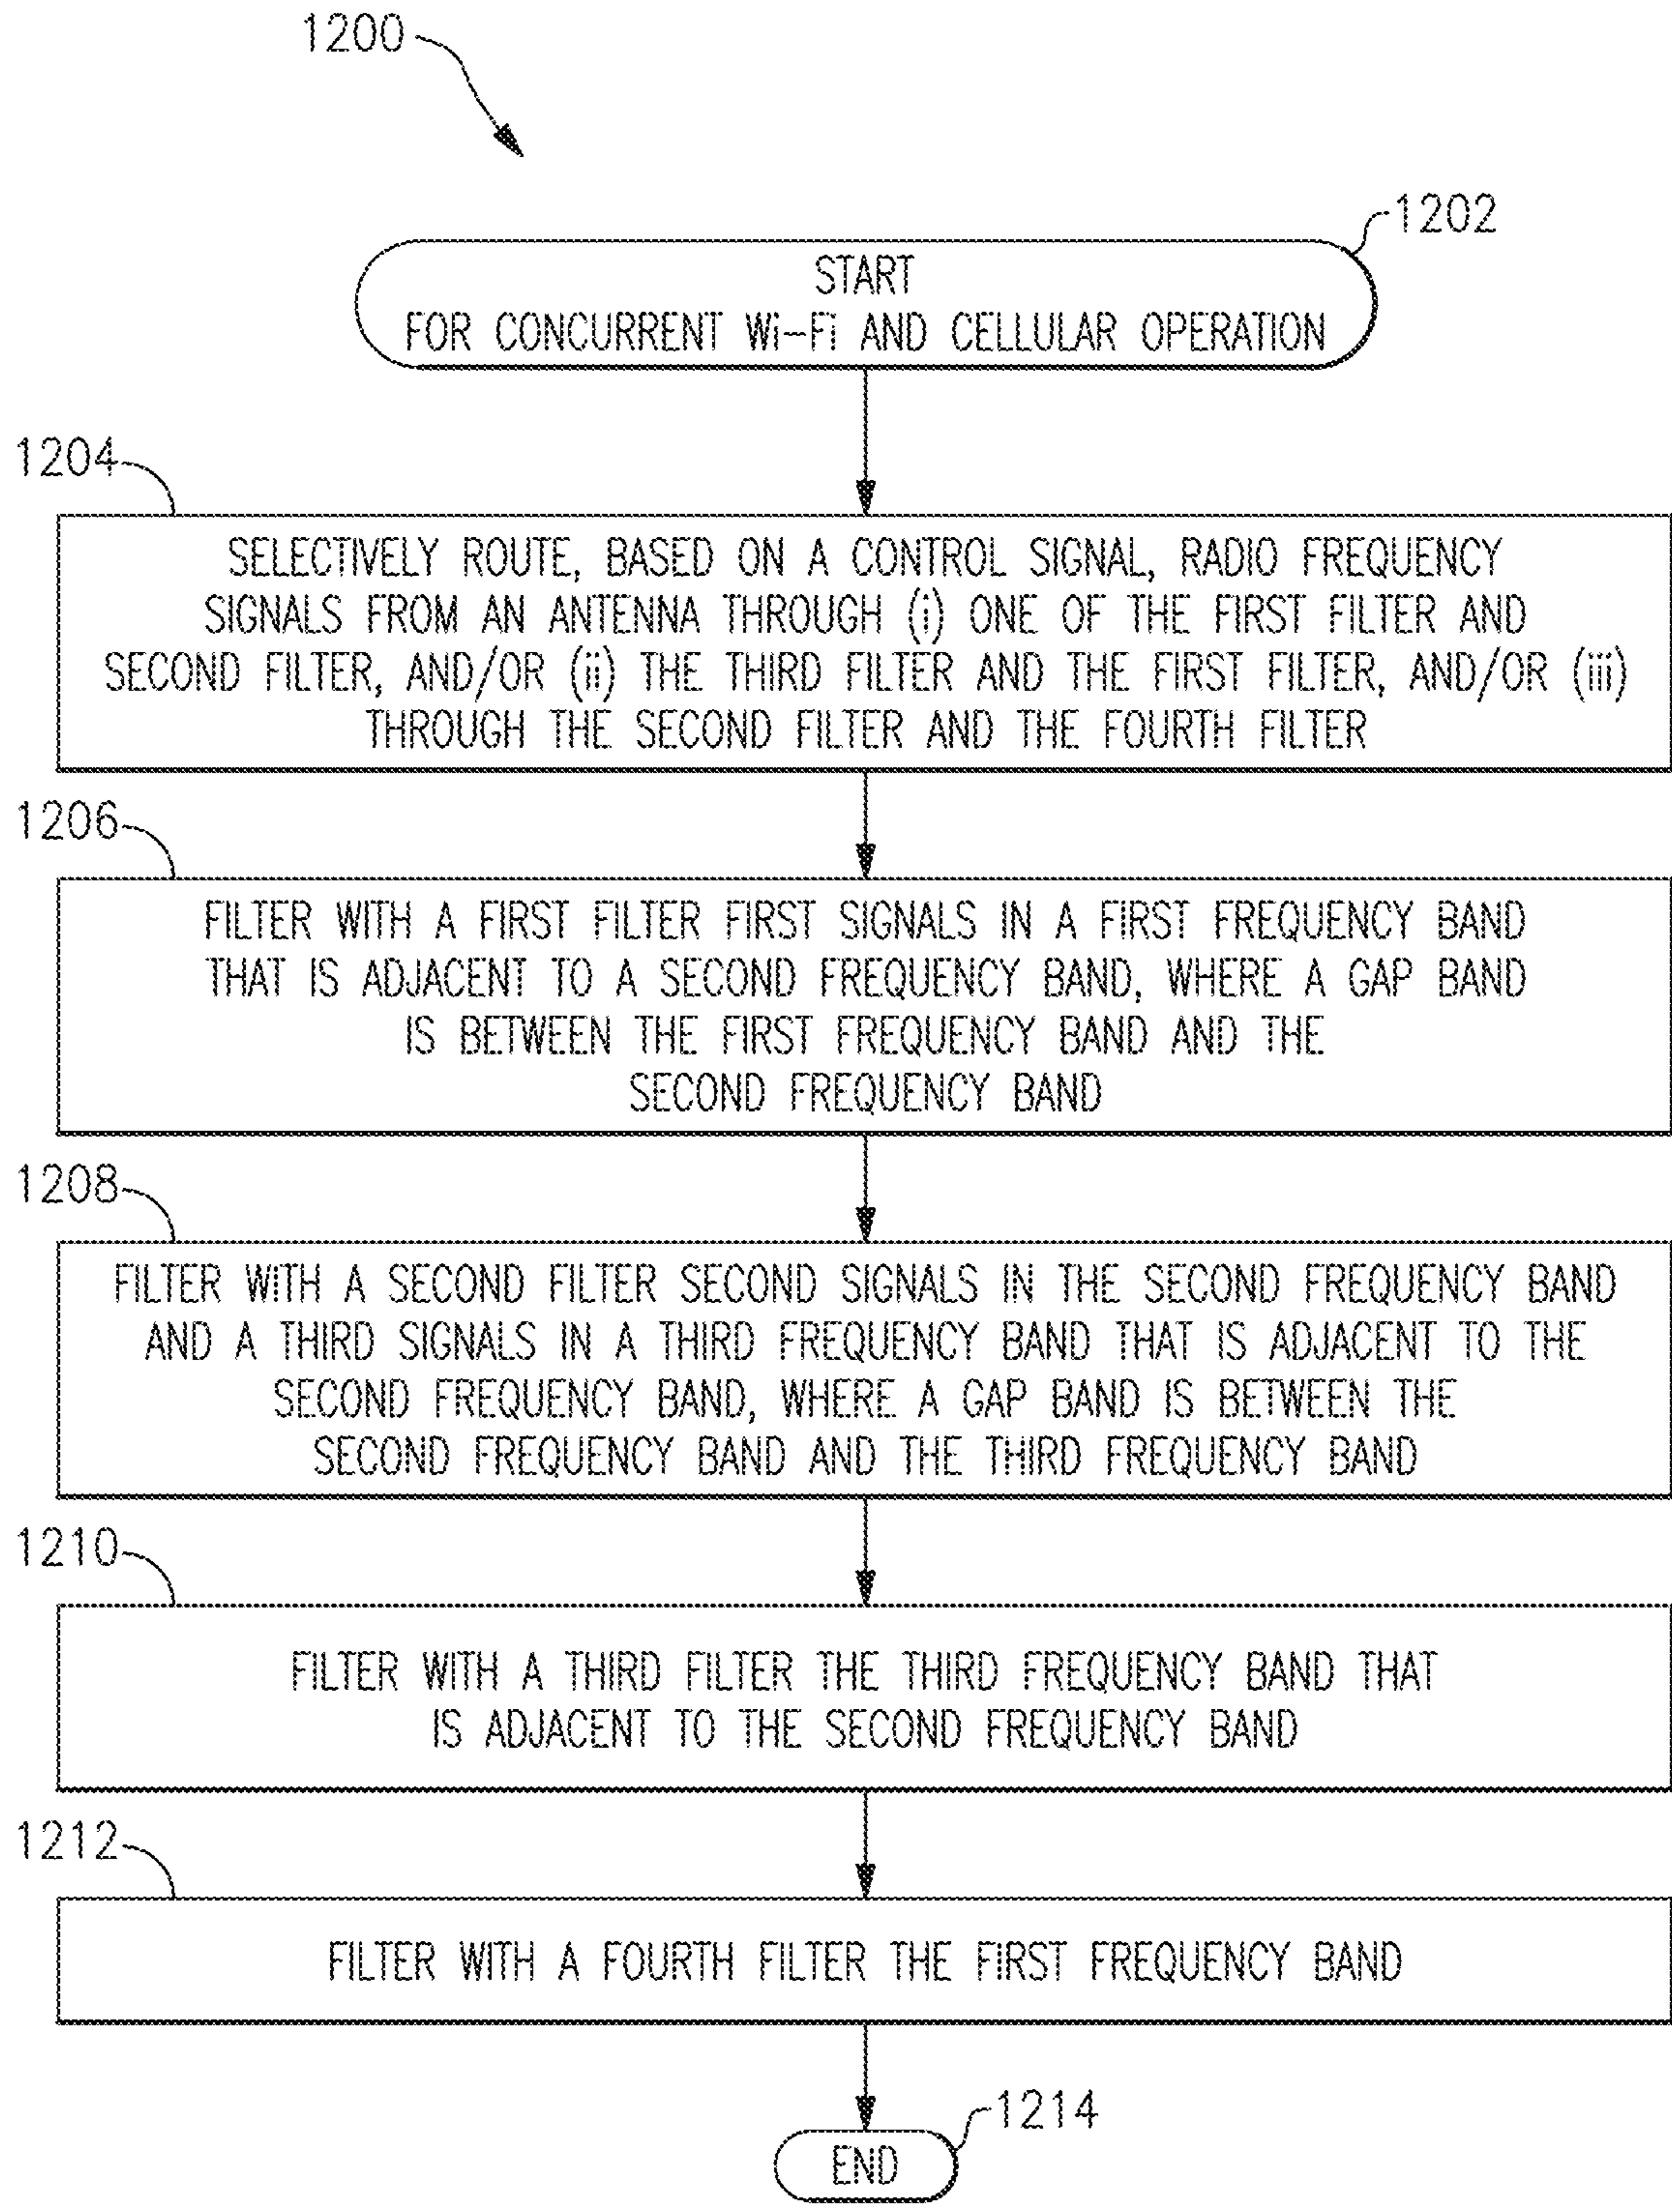 1200
1202
START
FOR CONCURRENT Wi-Fi AND CELLULAR OPERATION
1204
SELECTIVELY ROUTE, BASED ON A CONTROL SIGNAL, RADIO FREQUENCY
SIGNALS FROM AN ANTENNA THROUGH (i) ONE OF THE FIRST FILTER AND
SECOND FILTER, AND/OR (ii) THE THIRD FILTER AND THE FIRST FILTER, AND/OR (iii)
THROUGH THE SECOND FILTER AND THE FOURTH FILTER
1206
FILTER WITH A FIRST FILTER FIRST SIGNALS IN A FIRST FREQUENCY BAND
THAT IS ADJACENT TO A SECOND FREQUENCY BAND, WHERE A GAP BAND
IS BETWEEN THE FIRST FREQUENCY BAND AND THE
SECOND FREQUENCY BAND
1208
FILTER WITH A SECOND FILTER SECOND SIGNALS IN THE SECOND FREQUENCY BAND
AND A THIRD SIGNALS IN A THIRD FREQUENCY BAND THAT IS ADJACENT TO THE
SECOND FREQUENCY BAND, WHERE A GAP BAND IS BETWEEN THE
SECOND FREQUENCY BAND AND THE THIRD FREQUENCY BAND
1210
FILTER WITH A THIRD FILTER THE THIRD FREQUENCY BAND THAT
IS ADJACENT TO THE SECOND FREQUENCY BAND
1212
FILTER WITH A FOURTH FILTER THE FIRST FREQUENCY BAND
1214
END